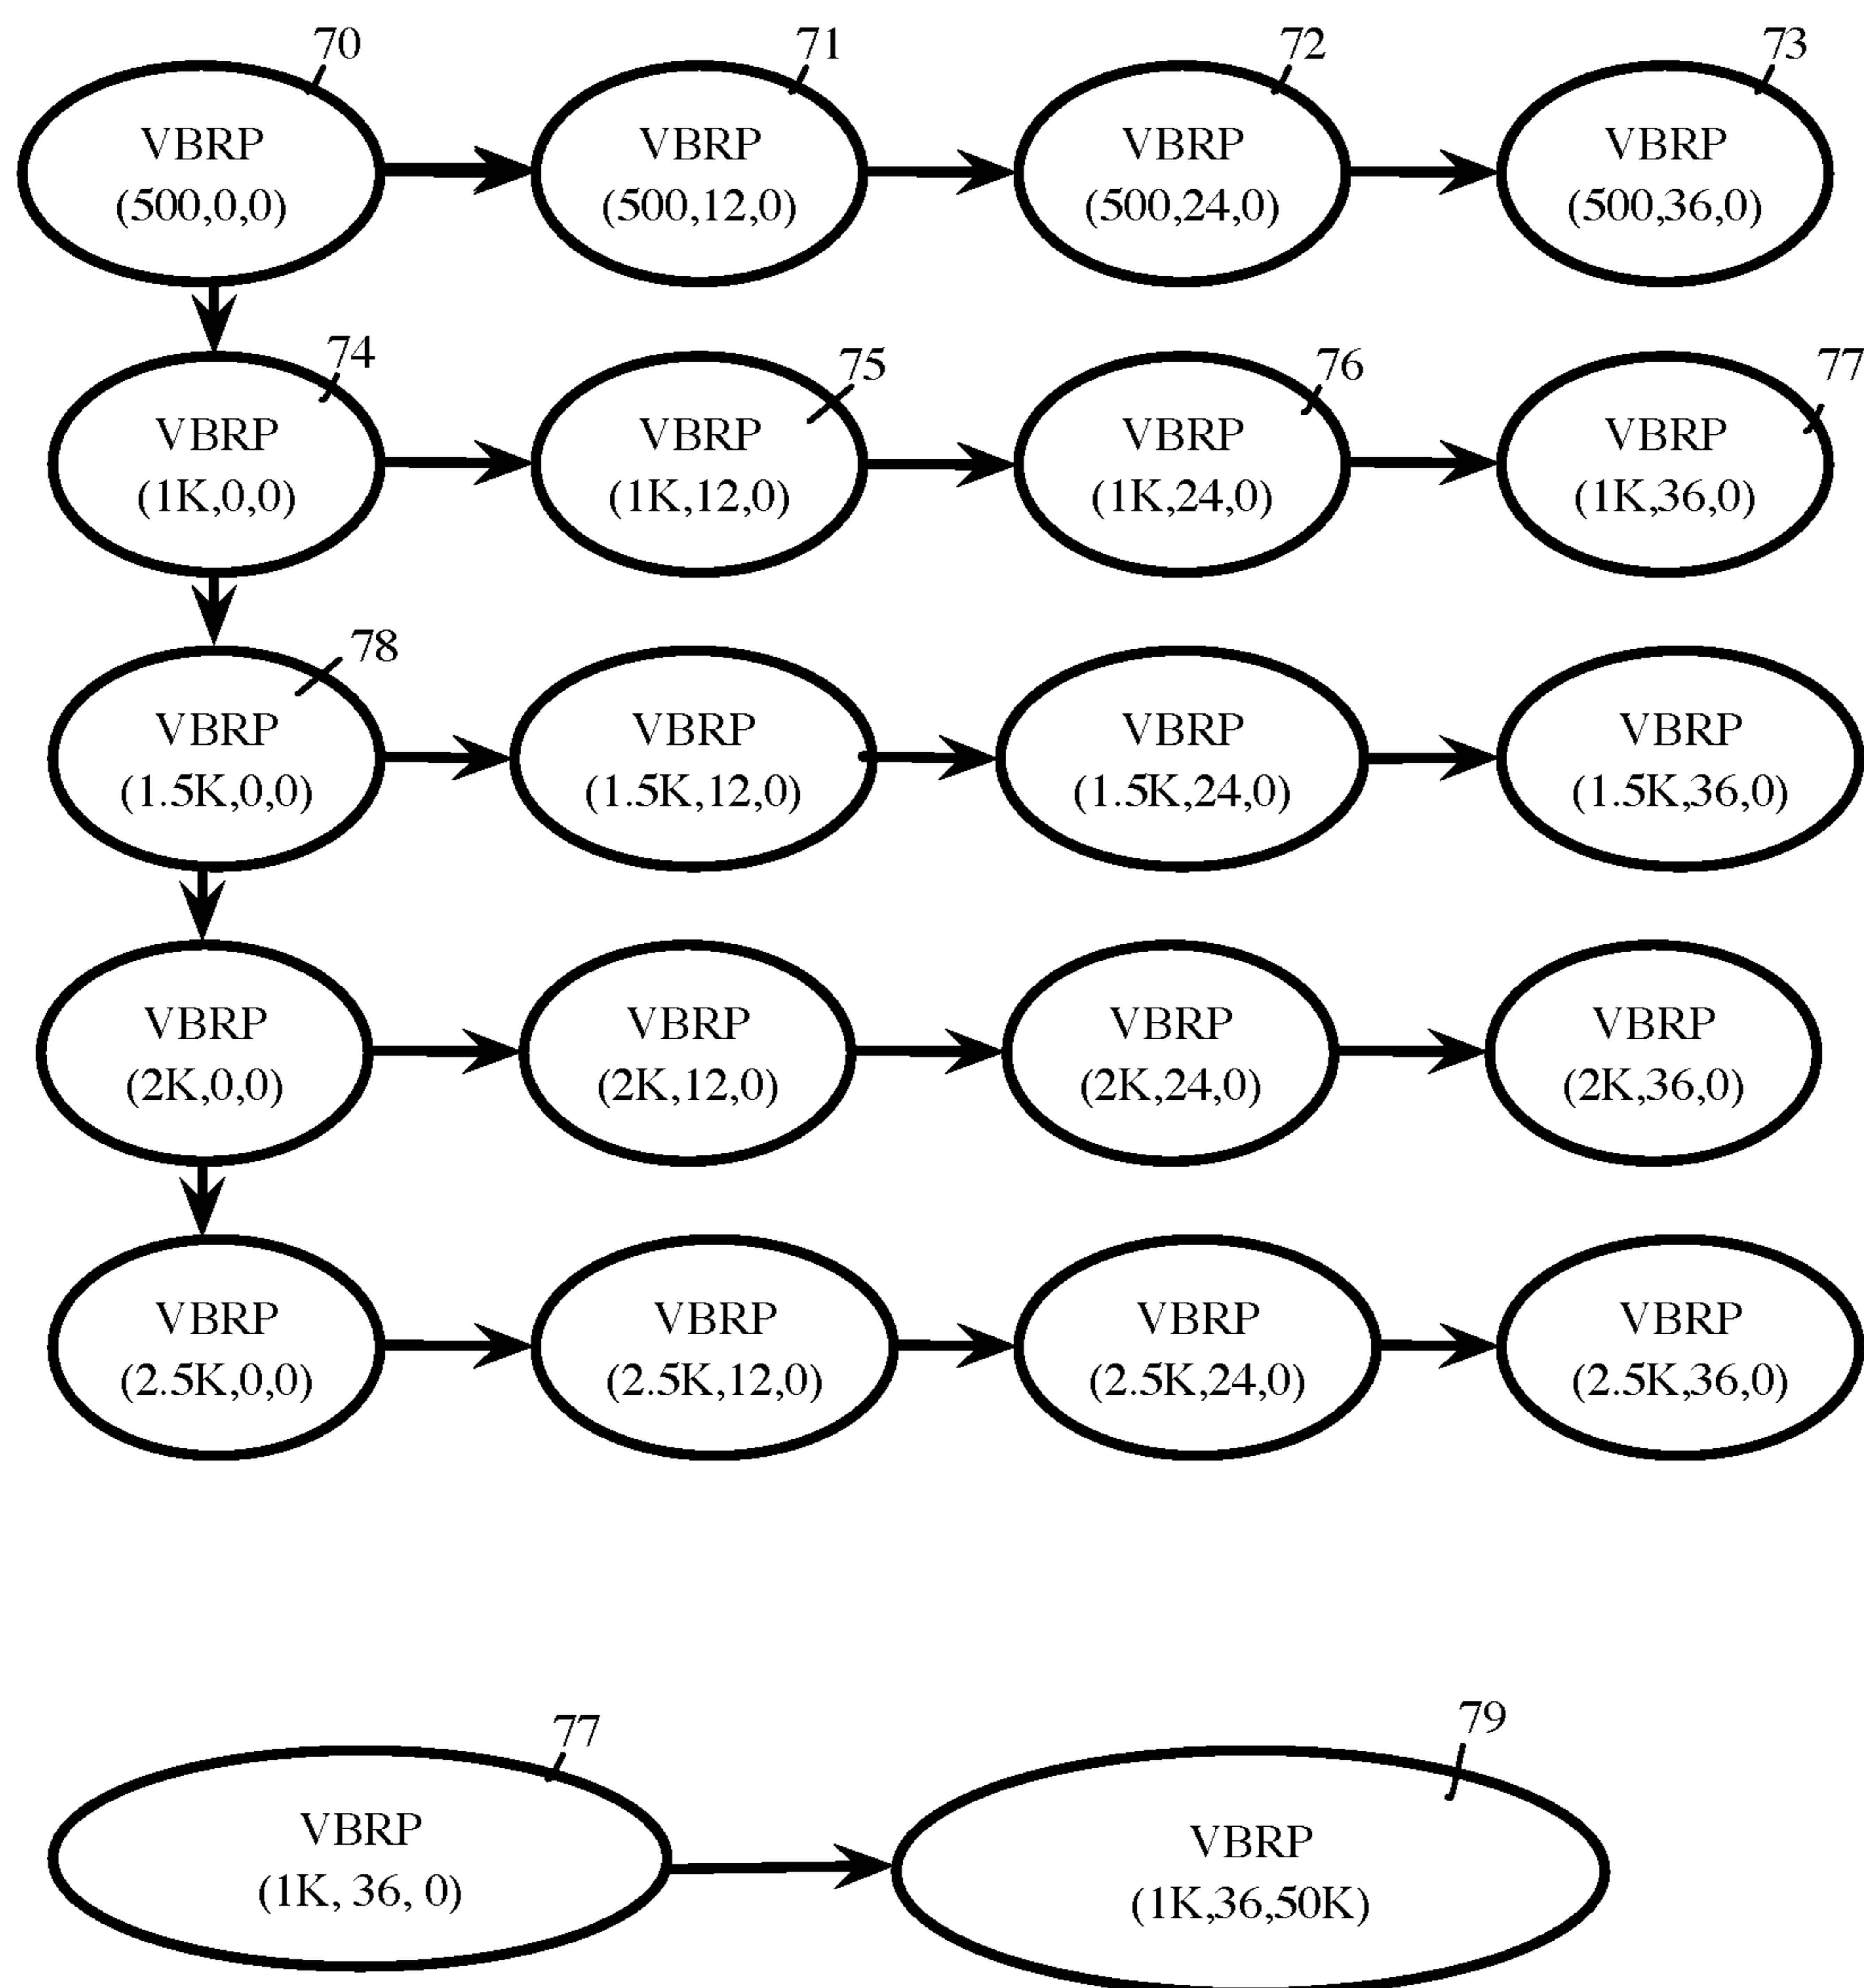 70 71 72 73
VBRP VBRP VBRP VBRP
(500,0,0) (500,12,0) (500,24,0) (500,36,0)
74 75 76 77
VBRP VBRP VBRP VBRP
(1K,0,0) (1K,12,0) (1K,24,0) (1K,36,0)
78
VBRP VBRP VBRP VBRP
(1.5K,0,0) (1.5K,12,0) (1.5K,24,0) (1.5K,36,0)
VBRP VBRP VBRP VBRP
(2K,0,0) (2K,12,0) (2K,24,0) (2K,36,0)
VBRP VBRP VBRP VBRP
(2.5K,0,0) (2.5K,12,0) (2.5K,24,0) (2.5K,36,0)
77 79
VBRP VBRP
(1K, 36, 0) (1K,36,50K)